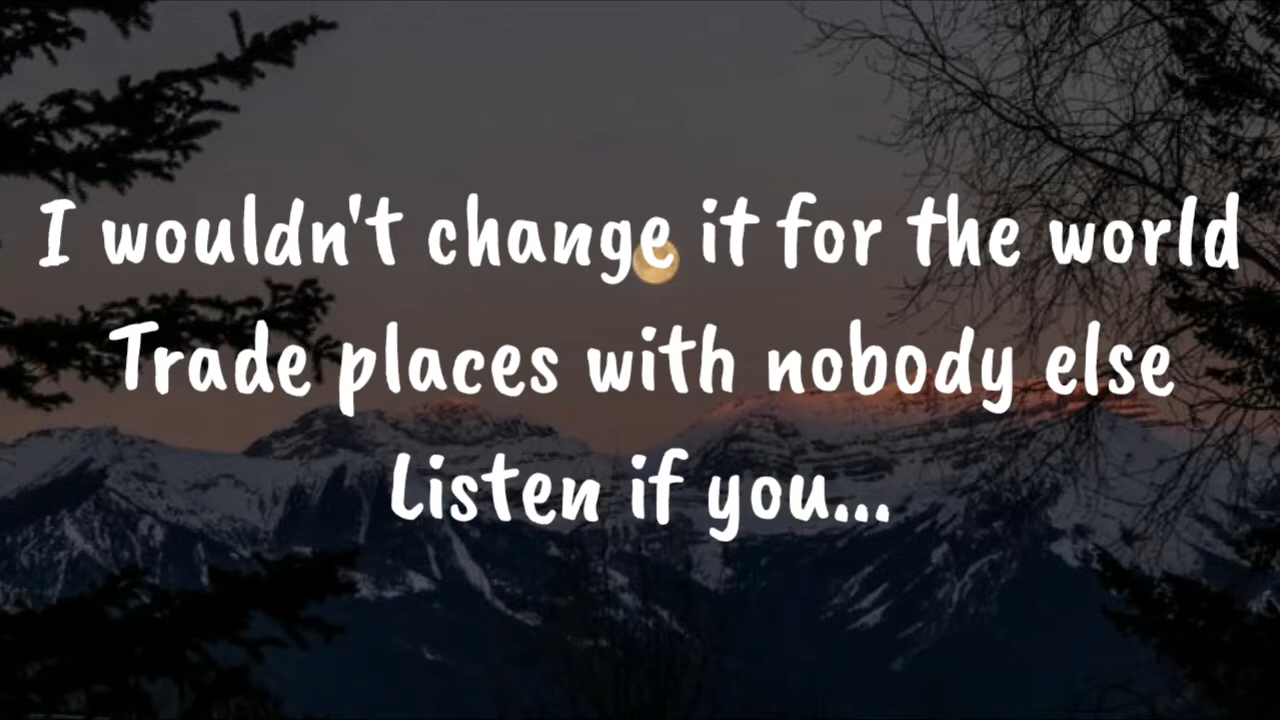 I wouldn't change it for the world
Trade places with nobody else
Listen if you...